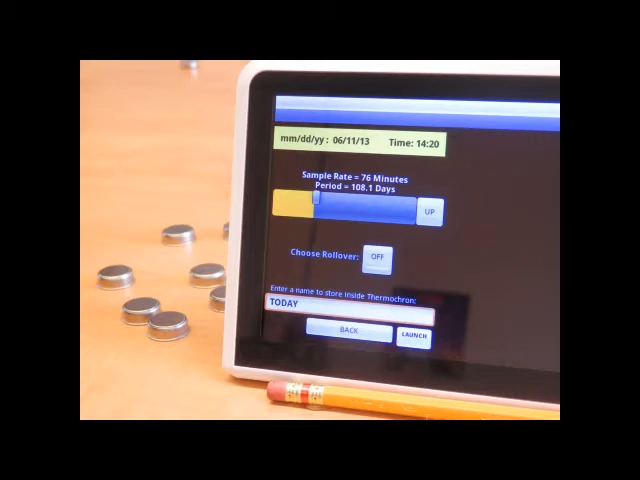 mm/dd/yy: 06/11/13 Time: 14:20
Sample Rate = 76 Minutes
Period = 108.1 Days
UP
Choose Rollover: OFF
Enter a name to store inside Thermochron:
TODAY
BACK LAUNCH